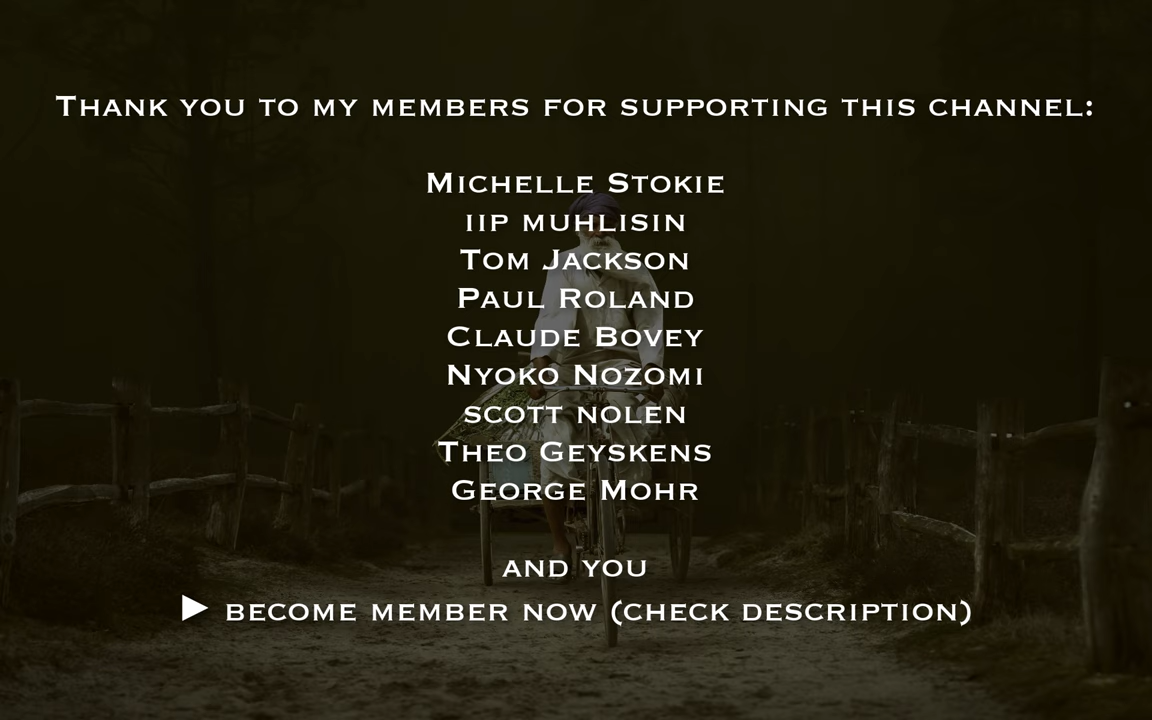 Thank you to my members for supporting this channel:
Michelle Stokie
iip muhlisin
Tom Jackson
Paul Roland
Claude Bovey
Nyoko Nozomi
scott nolen
Theo Geyskens
George Mohr
and you
▶ become member now (check description)